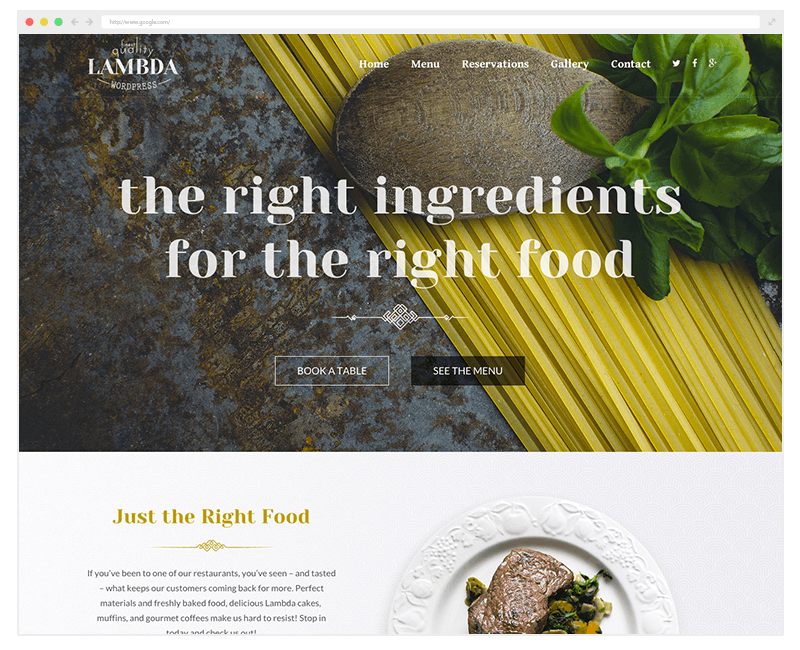 http://www.google.com/
finest
quality
LAMBDA
WORDPRESS
Home Menu Reservations Gallery Contact
the right ingredients
for the right food
BOOK A TABLE SEE THE MENU
Just the Right Food
If you've been to one of our restaurants, you've seen – and tasted
– what keeps our customers coming back for more. Perfect
materials and freshly baked food, delicious Lambda cakes,
muffins, and gourmet coffees make us hard to resist! Stop in
today and check us out!